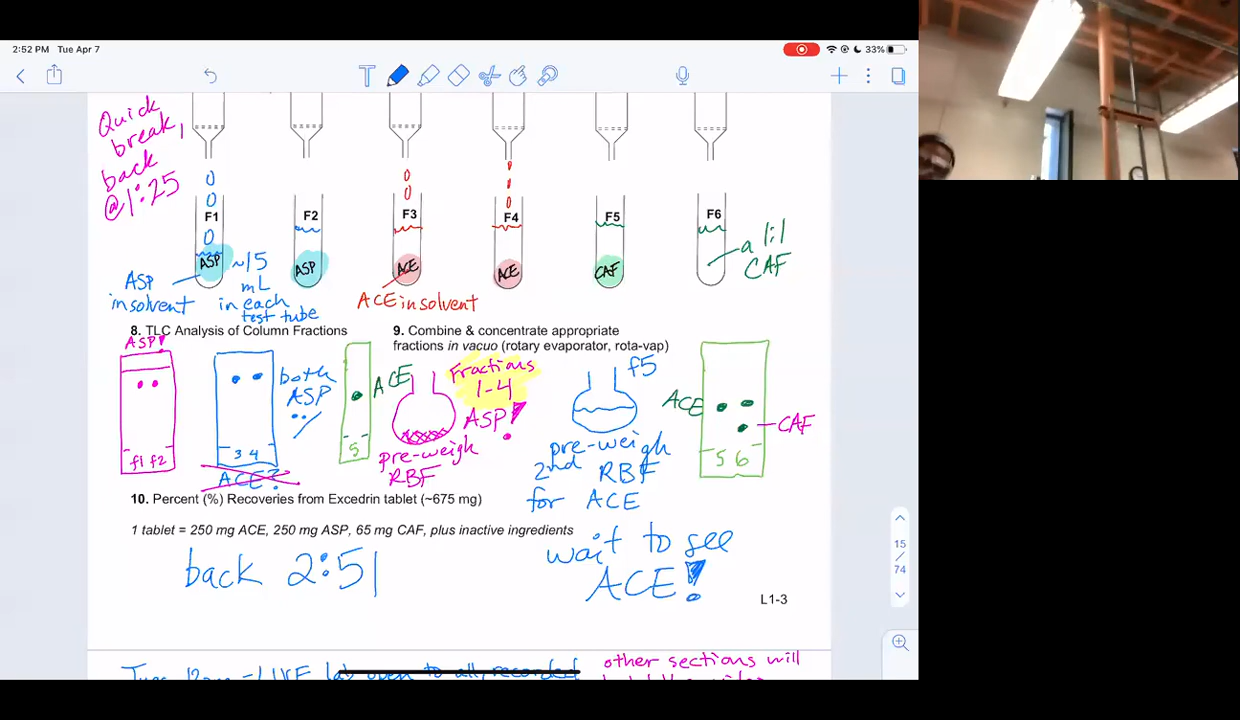 2:52 PM Tue Apr 7
33%
Quick
break,
back
@1:25
F1
F2
F3
F4
F5
F6
ASP
ASP
ACE
ACE
CAF
a lil
CAF
ASP
insolvent
~15
mL
in each
test tube
ACE insolvent
8. TLC Analysis of Column Fractions
9. Combine & concentrate appropriate
fractions in vacuo (rotary evaporator, rota-vap)
ASP!
f1 f2
both
ASP
3 4
ACE?
ACE
5
Fractions
1-4
ASP!
pre-weigh
RBF
f5
pre-weigh
2nd RBF
for ACE
ACE
CAF
5 6
10. Percent (%) Recoveries from Excedrin tablet (~675 mg)
1 tablet = 250 mg ACE, 250 mg ASP, 65 mg CAF, plus inactive ingredients
back 2:51
wait to see
ACE!
L1-3
15
/
74
T
other sections will